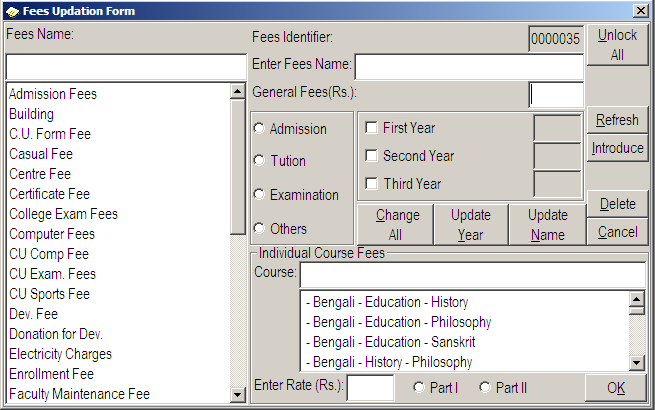 Fees Updation Form
Fees Name:
Admission Fees
Building
C.U. Form Fee
Casual Fee
Centre Fee
Certificate Fee
College Exam Fees
Computer Fees
CU Comp Fee
CU Exam. Fees
CU Sports Fee
Dev. Fee
Donation for Dev.
Electricity Charges
Enrollment Fee
Faculty Maintenance Fee
Fees Identifier:
0000035
Enter Fees Name:
General Fees(Rs.):
Admission
Tution
Examination
Others
First Year
Second Year
Third Year
Change
All
Update
Year
Update
Name
Unlock
All
Refresh
Introduce
Delete
Cancel
Individual Course Fees
Course:
- Bengali - Education - History
- Bengali - Education - Philosophy
- Bengali - Education - Sanskrit
- Bengali - History - Philosophy
Enter Rate (Rs.):
Part I
Part II
OK